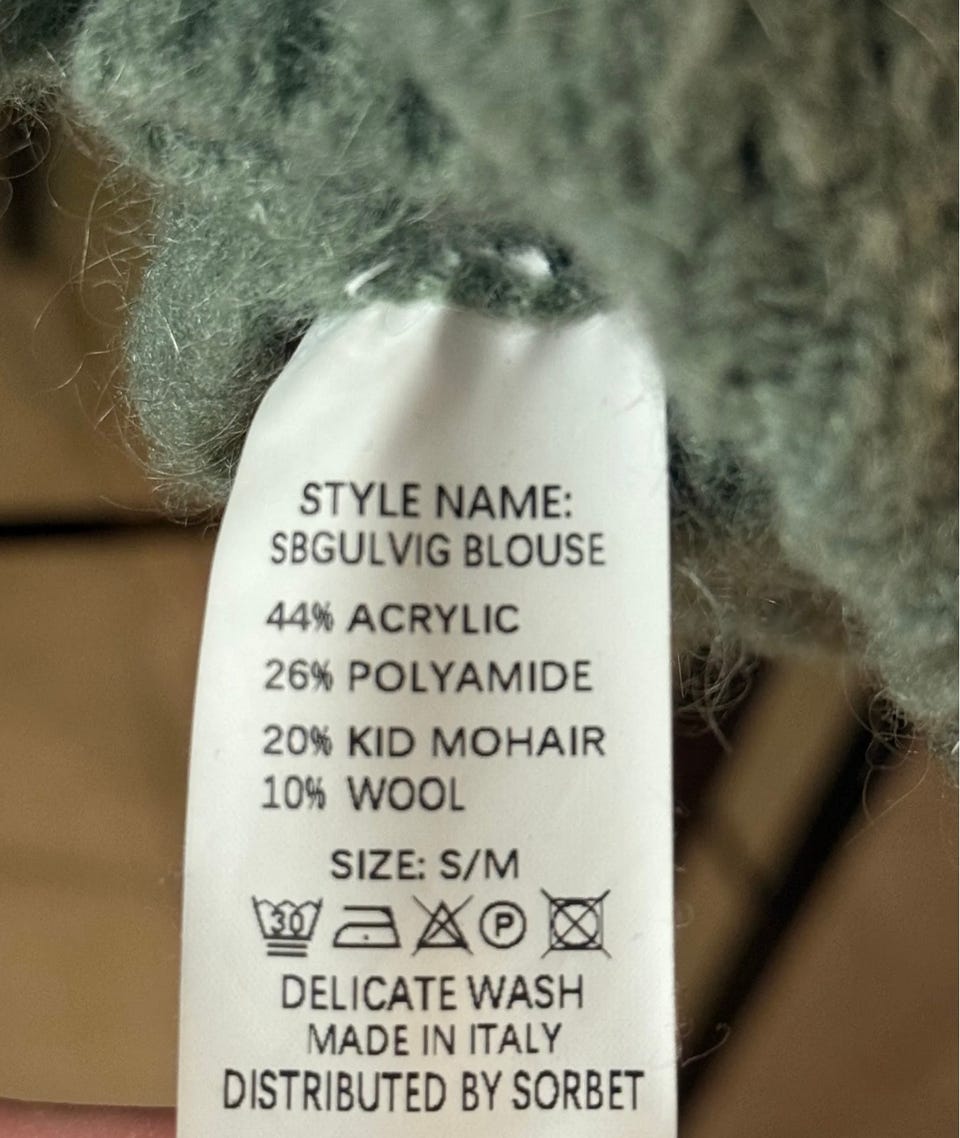 STYLE NAME:
SBGULVIG BLOUSE
44% ACRYLIC
26% POLYAMIDE
20% KID MOHAIR
10% WOOL
SIZE: S/M
30 P
DELICATE WASH
MADE IN ITALY
DISTRIBUTED BY SORBET